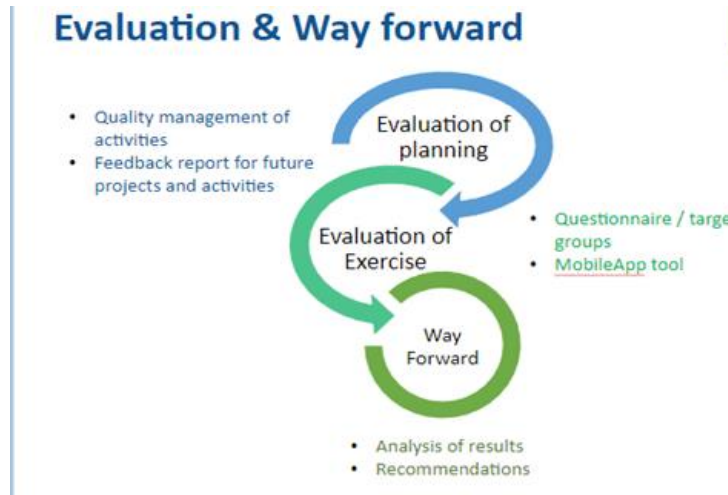 Evaluation & Way forward
• Quality management of
activities
• Feedback report for future
projects and activities
Evaluation of
planning
Evaluation of
Exercise
• Questionnaire / targe
groups
• MobileApp tool
Way
Forward
• Analysis of results
• Recommendations